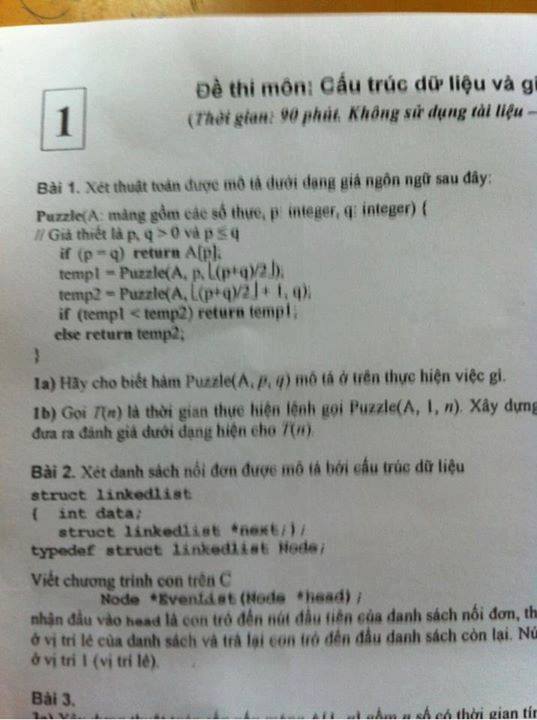 1
Đề thi môn: Cấu trúc dữ liệu và gi
(Thời gian: 90 phút. Không sử dụng tài liệu –
Bài 1. Xét thuật toán được mô tả dưới dạng giả ngôn ngữ sau đây:
Puzzle(A: mảng gồm các số thực, p: integer, q: integer) {
// Giả thiết là p, q > 0 và p ≤ q
if (p = q) return A[p];
temp1 = Puzzle(A, p, ⌊(p+q)/2⌋);
temp2 = Puzzle(A, ⌊(p+q)/2⌋ + 1, q);
if (temp1 < temp2) return temp1;
else return temp2;
}
1a) Hãy cho biết hàm Puzzle(A, p, q) mô tả ở trên thực hiện việc gì.
1b) Gọi T(n) là thời gian thực hiện lệnh gọi Puzzle(A, 1, n). Xây dựng
đưa ra đánh giá dưới dạng hiện cho T(n).
Bài 2. Xét danh sách nối đơn được mô tả bởi cấu trúc dữ liệu
struct linkedlist
{ int data;
struct linkedlist *next;};
typedef struct linkedlist Node;
Viết chương trình con trên C
Node *EvenList(Node *head);
nhận đầu vào head là con trỏ đến nút đầu tiên của danh sách nối đơn, th
ở vị trí lẻ của danh sách và trả lại con trỏ đến đầu danh sách còn lại. Nú
ở vị trí 1 (vị trí lẻ).
Bài 3.
có thời gian tín